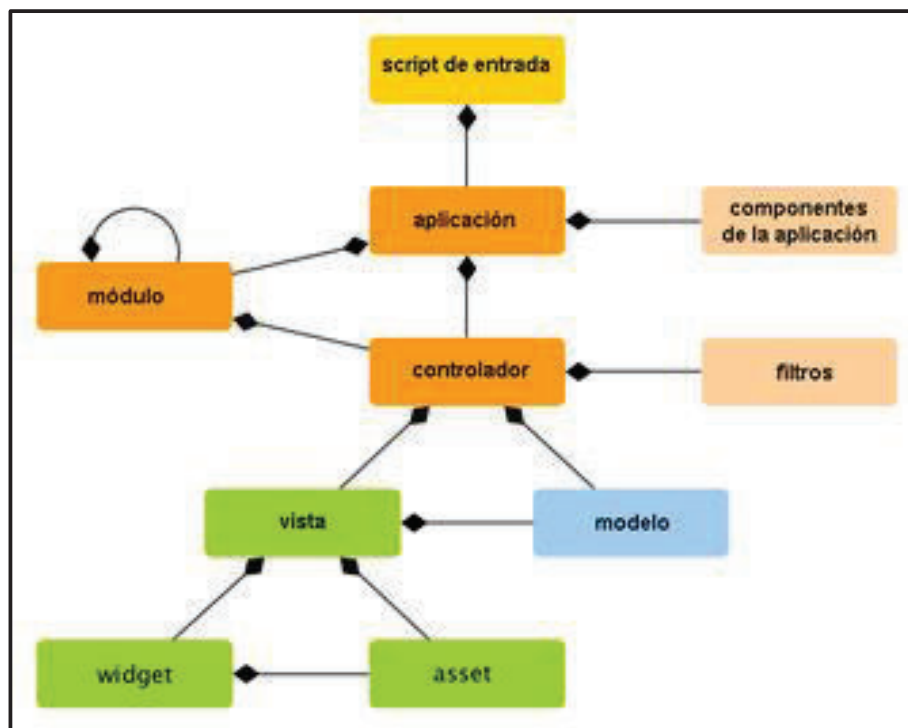 script de entrada
aplicación
componentes
de la aplicación
módulo
controlador
filtros
vista
modelo
widget
asset